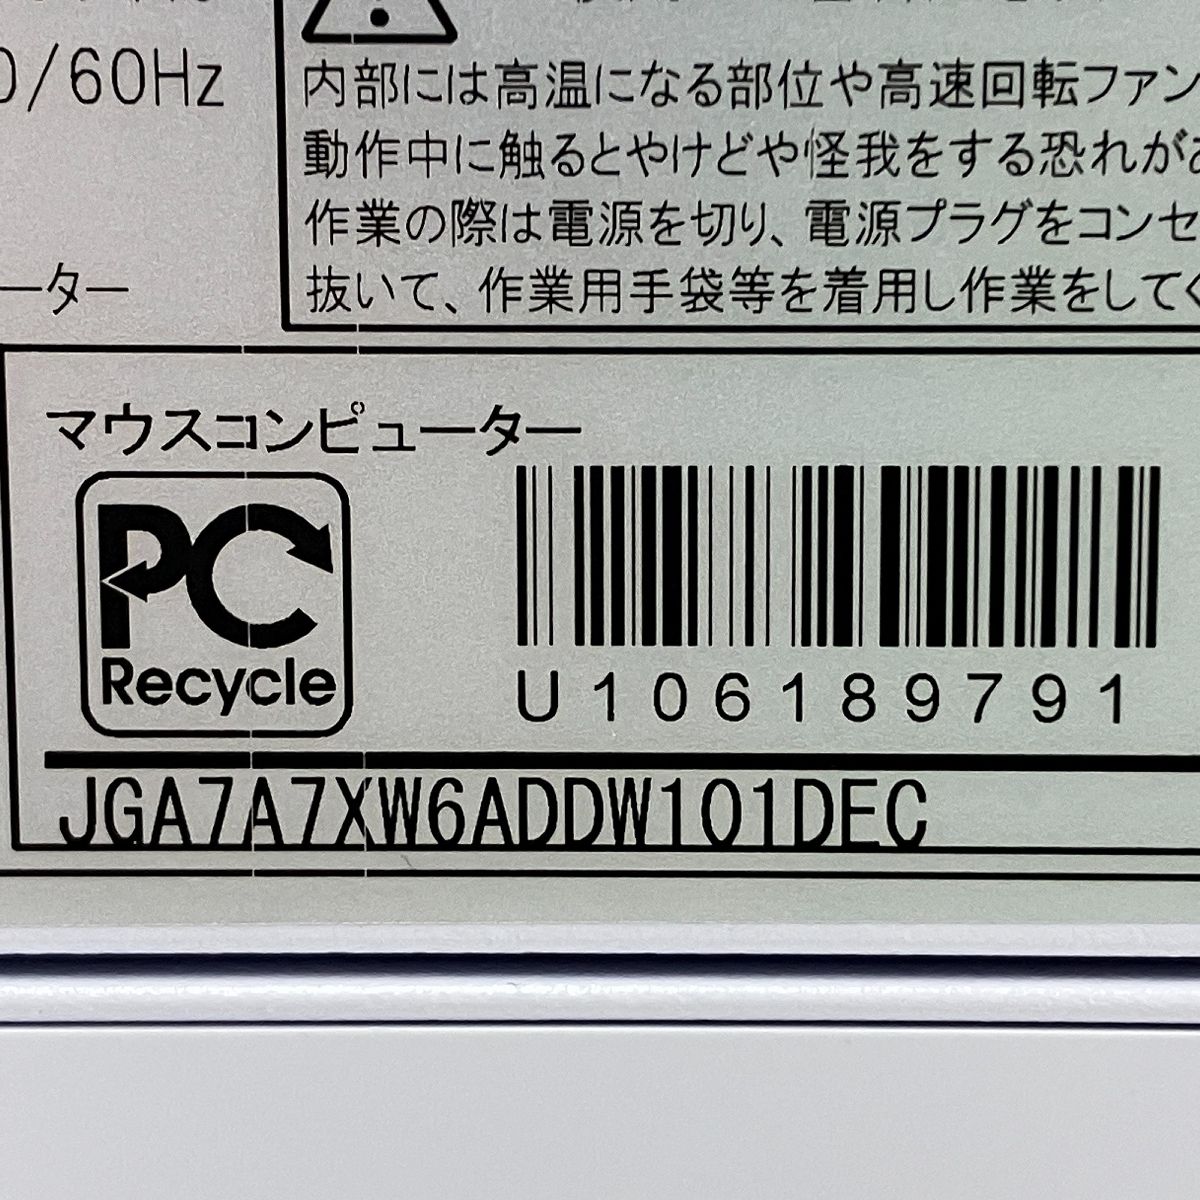 0/60Hz
ーター
内部には高温になる部位や高速回転ファン
動作中に触るとやけどや怪我をする恐れが
作業の際は電源を切り、電源プラグをコンセ
抜いて、作業用手袋等を着用し作業をしてく
マウスコンピューター
PC
Recycle
U106189791
JGA7A7XW6ADDW101DEC